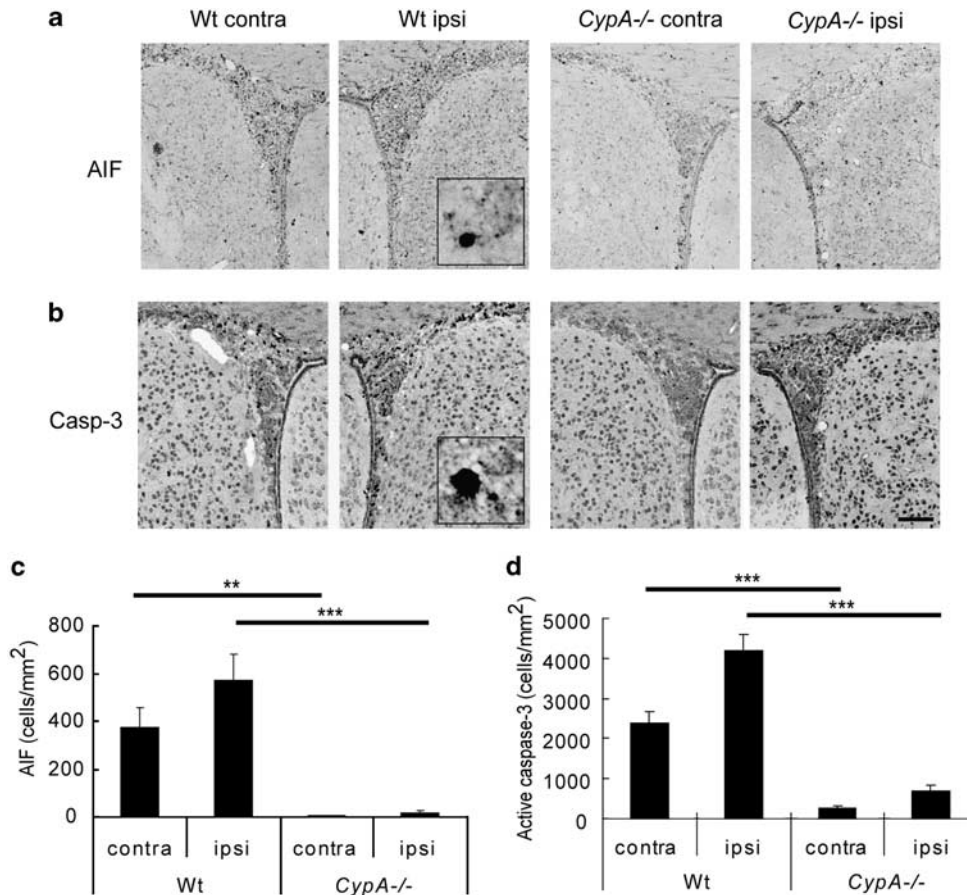 a
Wt contra Wt ipsi CypA-/- contra CypA-/- ipsi
AIF
b
Casp-3
c
** 
***
AIF (cells/mm²)
800
600
400
200
0
contra ipsi contra ipsi
Wt CypA-/-
d
***
***
Active caspase-3 (cells/mm²)
5000
4000
3000
2000
1000
0
contra ipsi contra ipsi
Wt CypA-/-